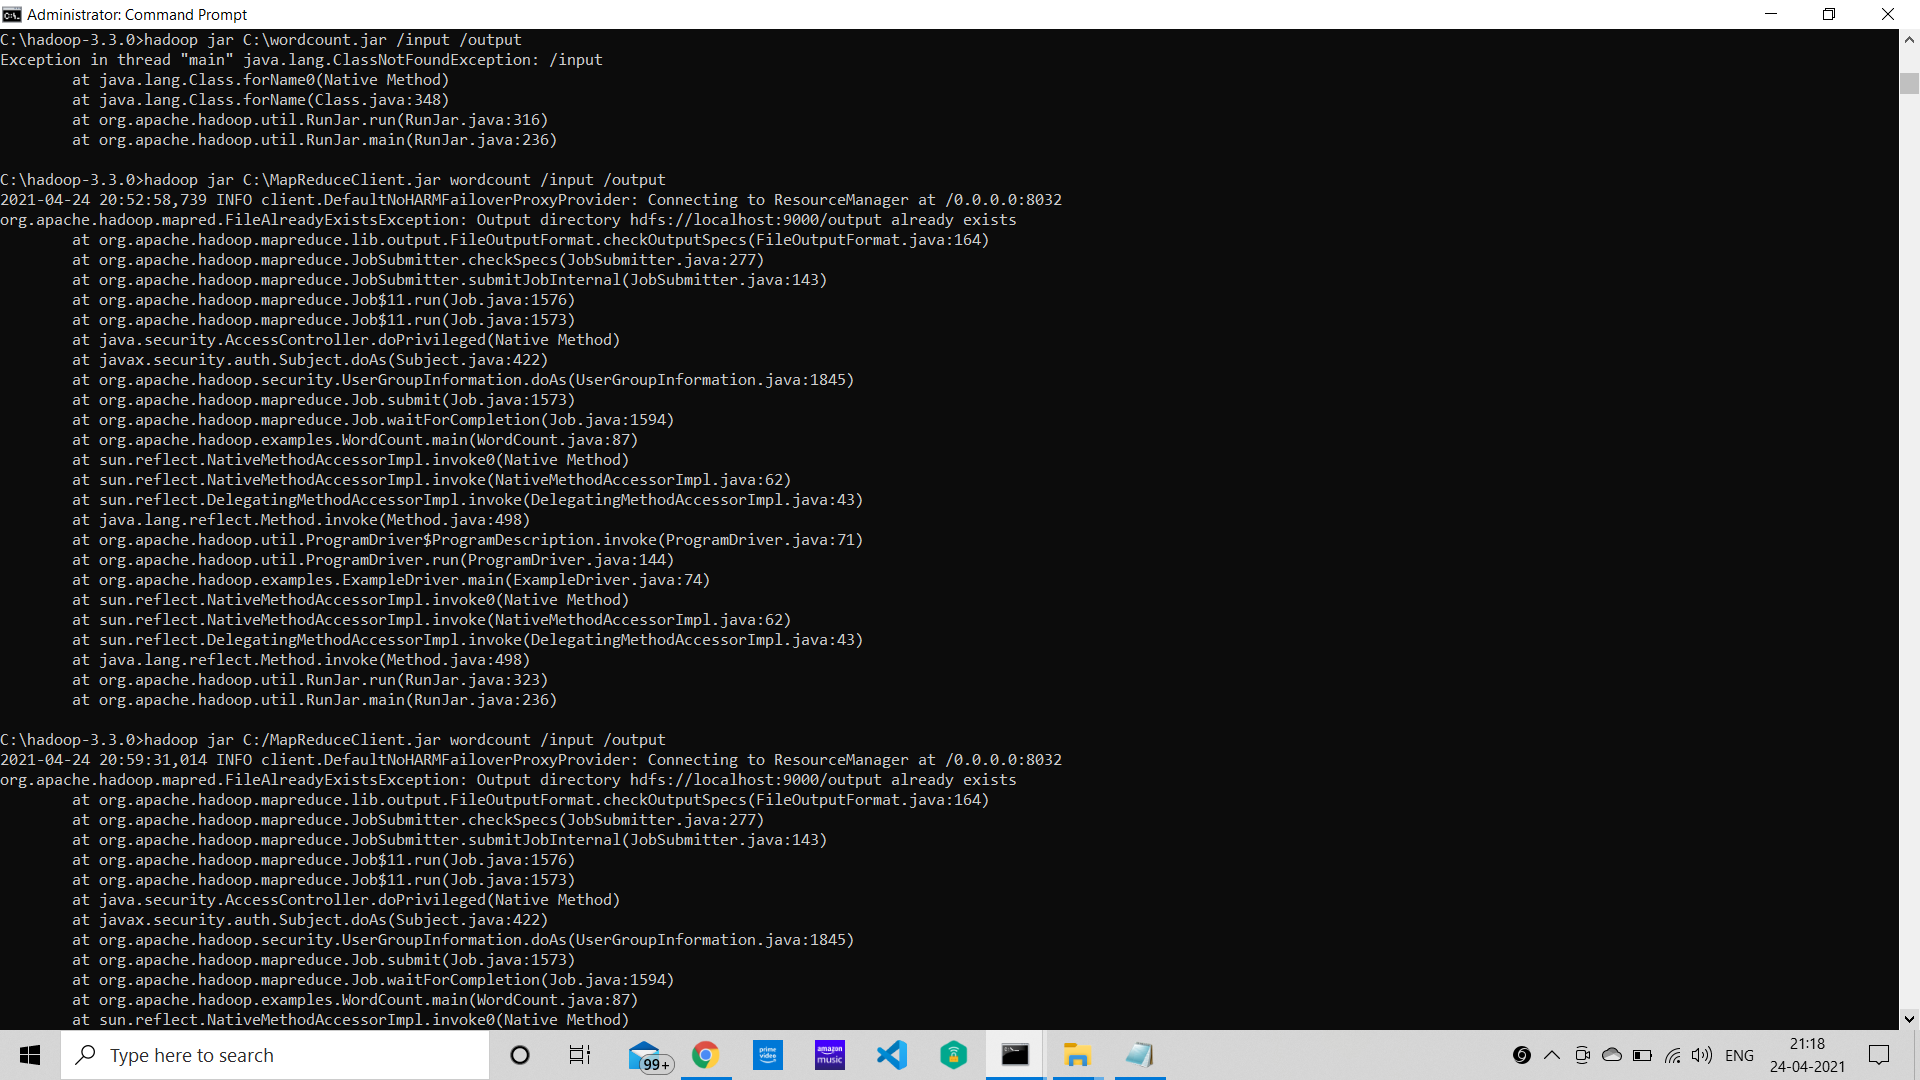 Administrator: Command Prompt
C:\hadoop-3.3.0>hadoop jar C:\wordcount.jar /input /output
Exception in thread "main" java.lang.ClassNotFoundException: /input
at java.lang.Class.forName0(Native Method)
at java.lang.Class.forName(Class.java:348)
at org.apache.hadoop.util.RunJar.run(RunJar.java:316)
at org.apache.hadoop.util.RunJar.main(RunJar.java:236)
C:\hadoop-3.3.0>hadoop jar C:\MapReduceClient.jar wordcount /input /output
2021-04-24 20:52:58,739 INFO client.DefaultNoHARMFailoverProxyProvider: Connecting to ResourceManager at /0.0.0.0:8032
org.apache.hadoop.mapred.FileAlreadyExistsException: Output directory hdfs://localhost:9000/output already exists
at org.apache.hadoop.mapreduce.lib.output.FileOutputFormat.checkOutputSpecs(FileOutputFormat.java:164)
at org.apache.hadoop.mapreduce.JobSubmitter.checkSpecs(JobSubmitter.java:277)
at org.apache.hadoop.mapreduce.JobSubmitter.submitJobInternal(JobSubmitter.java:143)
at org.apache.hadoop.mapreduce.Job$11.run(Job.java:1576)
at org.apache.hadoop.mapreduce.Job$11.run(Job.java:1573)
at java.security.AccessController.doPrivileged(Native Method)
at javax.security.auth.Subject.doAs(Subject.java:422)
at org.apache.hadoop.security.UserGroupInformation.doAs(UserGroupInformation.java:1845)
at org.apache.hadoop.mapreduce.Job.submit(Job.java:1573)
at org.apache.hadoop.mapreduce.Job.waitForCompletion(Job.java:1594)
at org.apache.hadoop.examples.WordCount.main(WordCount.java:87)
at sun.reflect.NativeMethodAccessorImpl.invoke0(Native Method)
at sun.reflect.NativeMethodAccessorImpl.invoke(NativeMethodAccessorImpl.java:62)
at sun.reflect.DelegatingMethodAccessorImpl.invoke(DelegatingMethodAccessorImpl.java:43)
at java.lang.reflect.Method.invoke(Method.java:498)
at org.apache.hadoop.util.ProgramDriver$ProgramDescription.invoke(ProgramDriver.java:71)
at org.apache.hadoop.util.ProgramDriver.run(ProgramDriver.java:144)
at org.apache.hadoop.examples.ExampleDriver.main(ExampleDriver.java:74)
at sun.reflect.NativeMethodAccessorImpl.invoke0(Native Method)
at sun.reflect.NativeMethodAccessorImpl.invoke(NativeMethodAccessorImpl.java:62)
at sun.reflect.DelegatingMethodAccessorImpl.invoke(DelegatingMethodAccessorImpl.java:43)
at java.lang.reflect.Method.invoke(Method.java:498)
at org.apache.hadoop.util.RunJar.run(RunJar.java:323)
at org.apache.hadoop.util.RunJar.main(RunJar.java:236)
C:\hadoop-3.3.0>hadoop jar C:/MapReduceClient.jar wordcount /input /output
2021-04-24 20:59:31,014 INFO client.DefaultNoHARMFailoverProxyProvider: Connecting to ResourceManager at /0.0.0.0:8032
org.apache.hadoop.mapred.FileAlreadyExistsException: Output directory hdfs://localhost:9000/output already exists
at org.apache.hadoop.mapreduce.lib.output.FileOutputFormat.checkOutputSpecs(FileOutputFormat.java:164)
at org.apache.hadoop.mapreduce.JobSubmitter.checkSpecs(JobSubmitter.java:277)
at org.apache.hadoop.mapreduce.JobSubmitter.submitJobInternal(JobSubmitter.java:143)
at org.apache.hadoop.mapreduce.Job$11.run(Job.java:1576)
at org.apache.hadoop.mapreduce.Job$11.run(Job.java:1573)
at java.security.AccessController.doPrivileged(Native Method)
at javax.security.auth.Subject.doAs(Subject.java:422)
at org.apache.hadoop.security.UserGroupInformation.doAs(UserGroupInformation.java:1845)
at org.apache.hadoop.mapreduce.Job.submit(Job.java:1573)
at org.apache.hadoop.mapreduce.Job.waitForCompletion(Job.java:1594)
at org.apache.hadoop.examples.WordCount.main(WordCount.java:87)
at sun.reflect.NativeMethodAccessorImpl.invoke0(Native Method)
Type here to search
99+
prime video
amazon music
ENG
21:18
24-04-2021